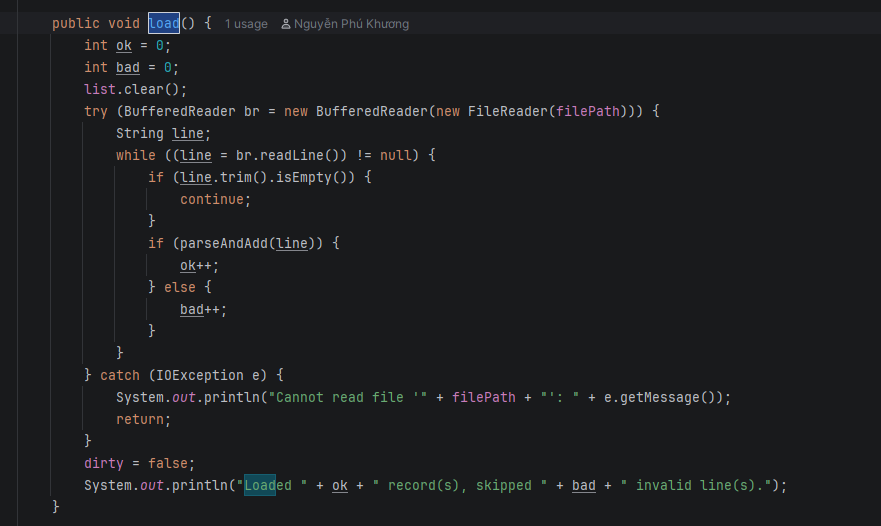 public void load() { 1 usage Nguyễn Phú Khương
int ok = 0;
int bad = 0;
list.clear();
try (BufferedReader br = new BufferedReader(new FileReader(filePath))) {
String line;
while ((line = br.readLine()) != null) {
if (line.trim().isEmpty()) {
continue;
}
if (parseAndAdd(line)) {
ok++;
} else {
bad++;
}
}
} catch (IOException e) {
System.out.println("Cannot read file '" + filePath + "': " + e.getMessage());
return;
}
dirty = false;
System.out.println("Loaded " + ok + " record(s), skipped " + bad + " invalid line(s).");
}